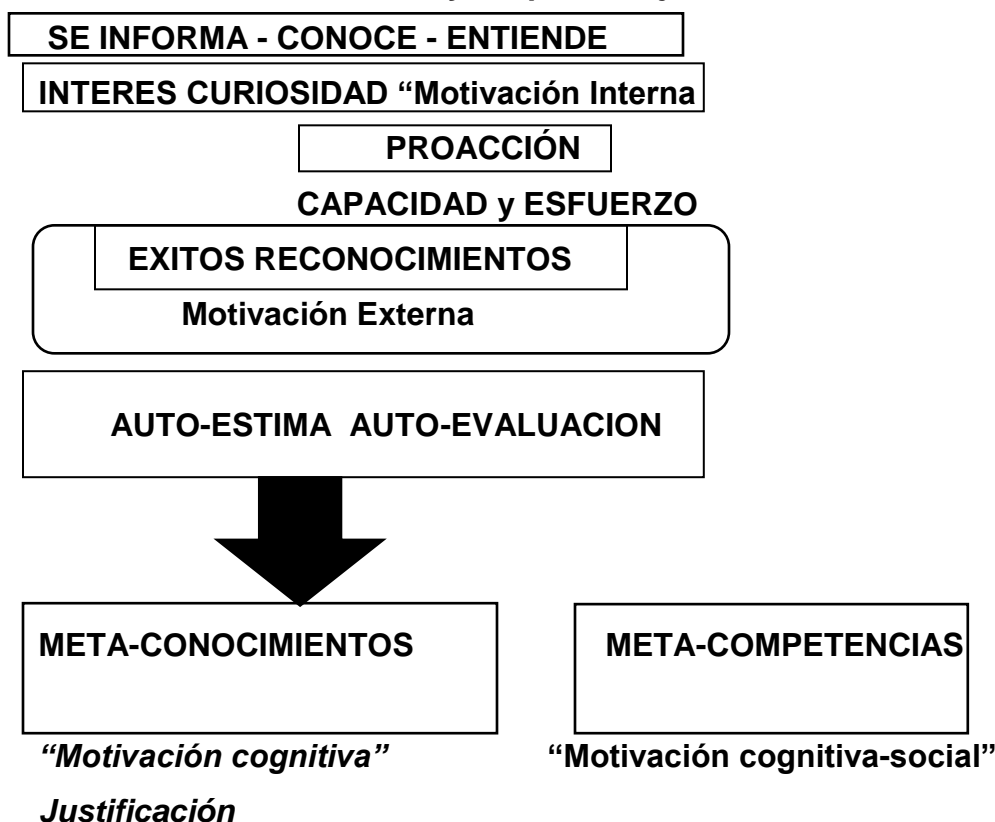 SE INFORMA - CONOCE - ENTIENDE
INTERES CURIOSIDAD “Motivación Interna
PROACCIÓN
CAPACIDAD y ESFUERZO
EXITOS RECONOCIMIENTOS
Motivación Externa
AUTO-ESTIMA AUTO-EVALUACION
META-CONOCIMIENTOS
META-COMPETENCIAS
“Motivación cognitiva”
“Motivación cognitiva-social”
Justificación